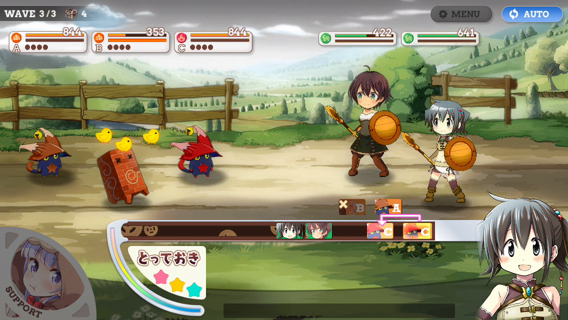 WAVE 3/3
4
MENU
AUTO
844
353
844
422
641
A
B
C
B
A
C
C
とっておき
SUPPORT